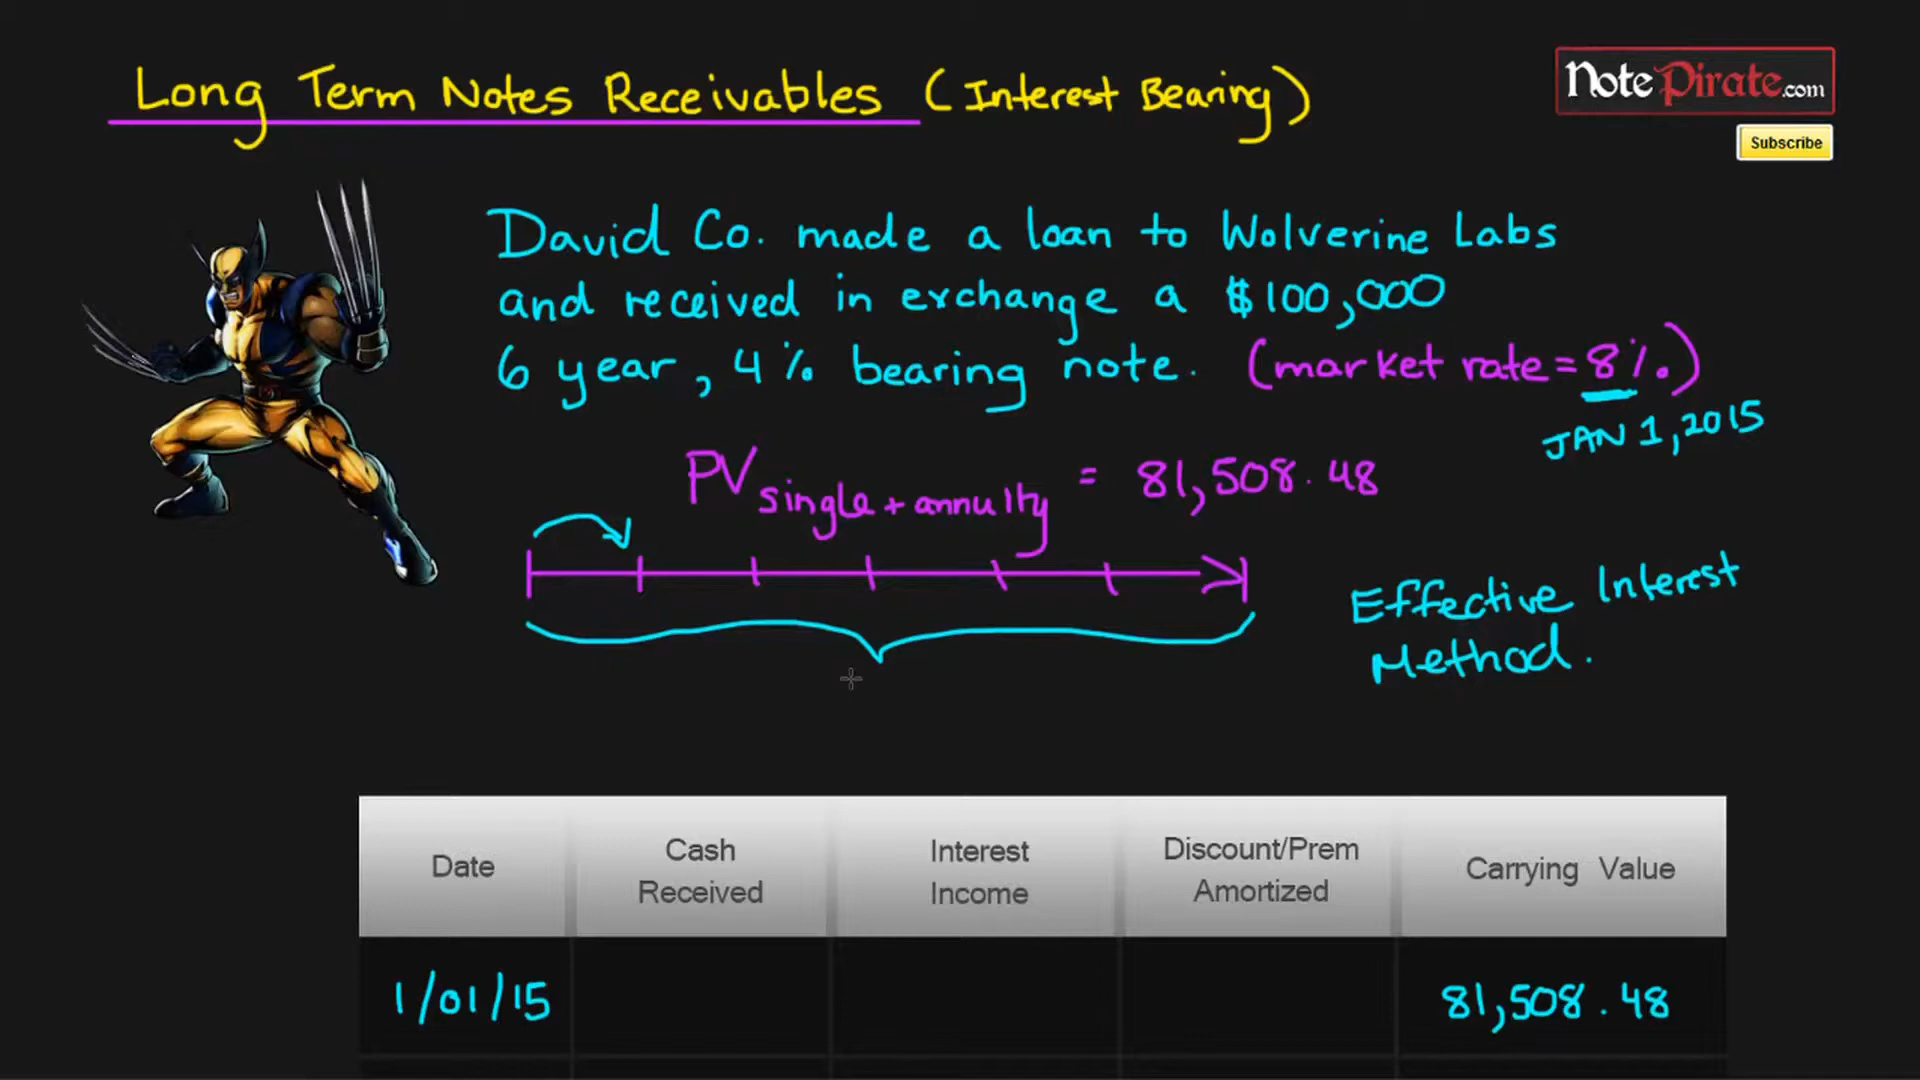 Long Term Notes Receivables (Interest Bearing)
NotePirate.com
Subscribe
David Co. made a loan to Wolverine Labs
and received in exchange a $100,000
6 year, 4% bearing note. (market rate=8%.)
JAN 1, 2015
PV single + annuity = 81,508.48
Effective Interest
Method.
Date
Cash
Received
Interest
Income
Discount/Prem
Amortized
Carrying Value
1/01/15
81,508.48